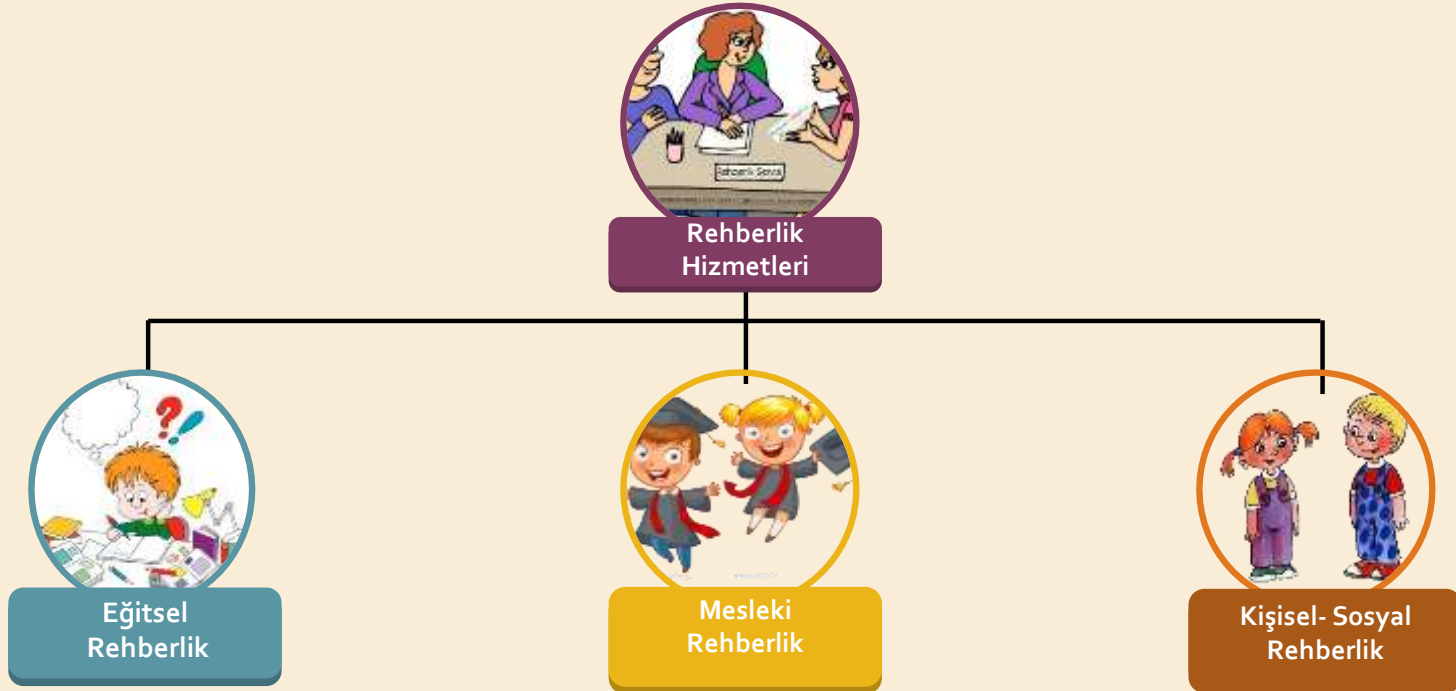 Rehberlik
Hizmetleri
Eğitsel
Rehberlik
Mesleki
Rehberlik
Kişisel- Sosyal
Rehberlik